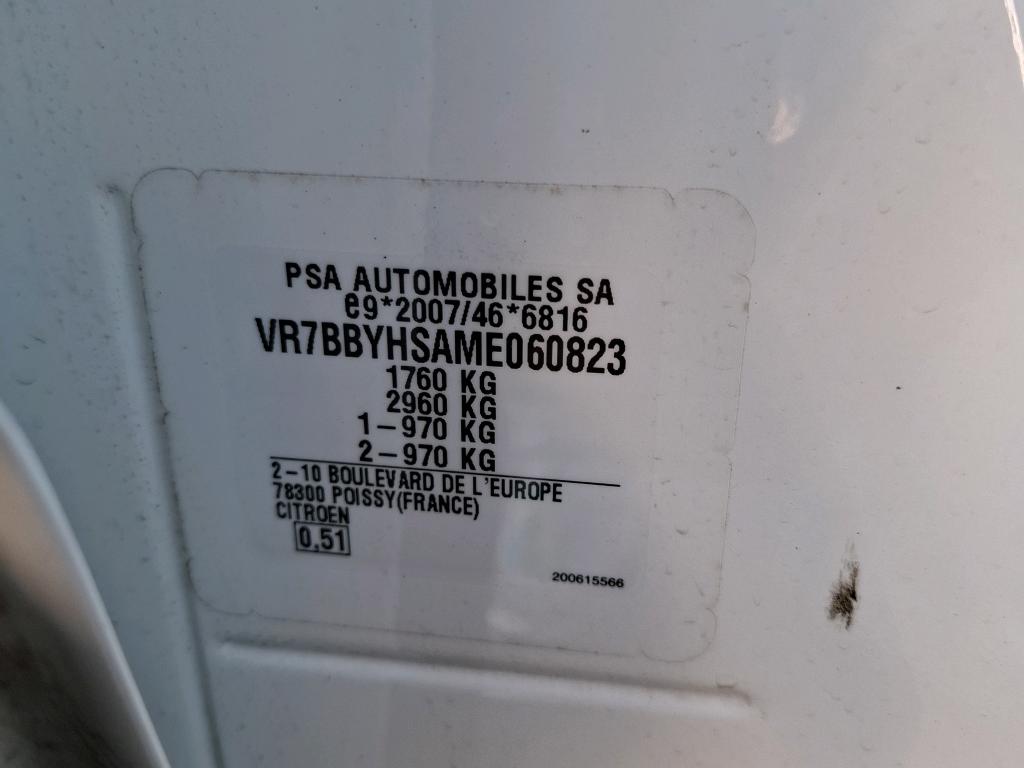 PSA AUTOMOBILES SA
e9*2007/46*6816
VR7BBYHSAME060823
1760 KG
2960 KG
1-970 KG
2-970 KG
2-10 BOULEVARD DE L'EUROPE
78300 POISSY(FRANCE)
CITROEN
0,51
200615566